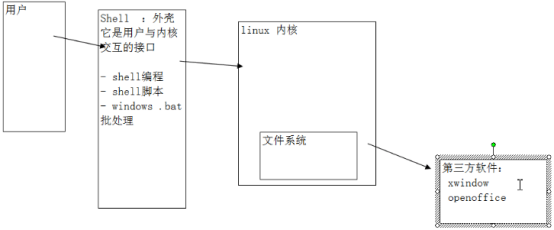 用户
Shell ：外壳
它是用户与内核
交互的接口
- shell编程
- shell脚本
- windows .bat
批处理
linux 内核
文件系统
第三方软件：
xwindow
openoffice